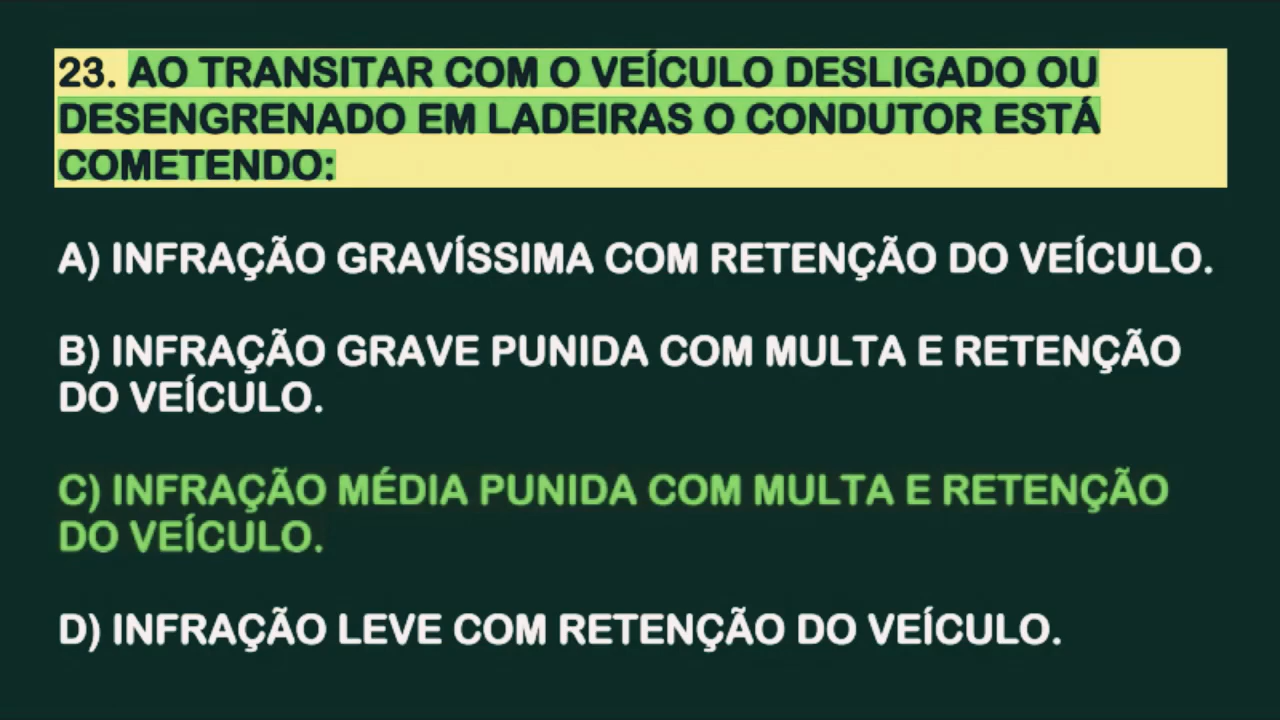 23. AO TRANSITAR COM O VEÍCULO DESLIGADO OU
DESENGRENADO EM LADEIRAS O CONDUTOR ESTÁ
COMETENDO:
A) INFRAÇÃO GRAVÍSSIMA COM RETENÇÃO DO VEÍCULO.
B) INFRAÇÃO GRAVE PUNIDA COM MULTA E RETENÇÃO
DO VEÍCULO.
C) INFRAÇÃO MÉDIA PUNIDA COM MULTA E RETENÇÃO
DO VEÍCULO.
D) INFRAÇÃO LEVE COM RETENÇÃO DO VEÍCULO.